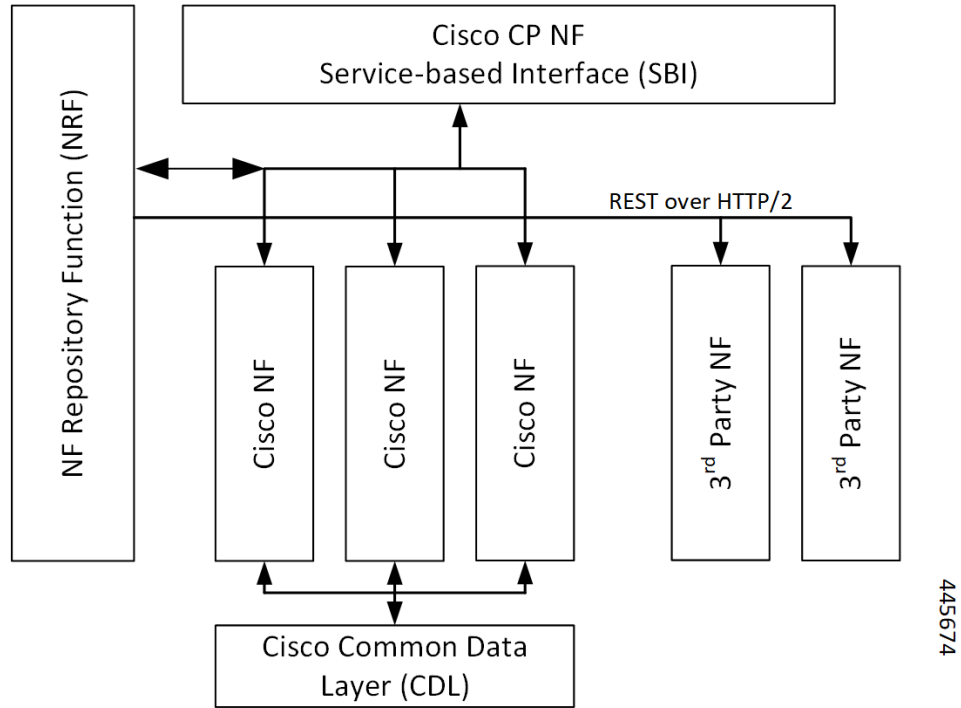 Cisco CP NF
Service-based Interface (SBI)
NF Repository Function (NRF)
REST over HTTP/2
Cisco NF
Cisco NF
Cisco NF
3rd Party NF
3rd Party NF
Cisco Common Data
Layer (CDL)
445674